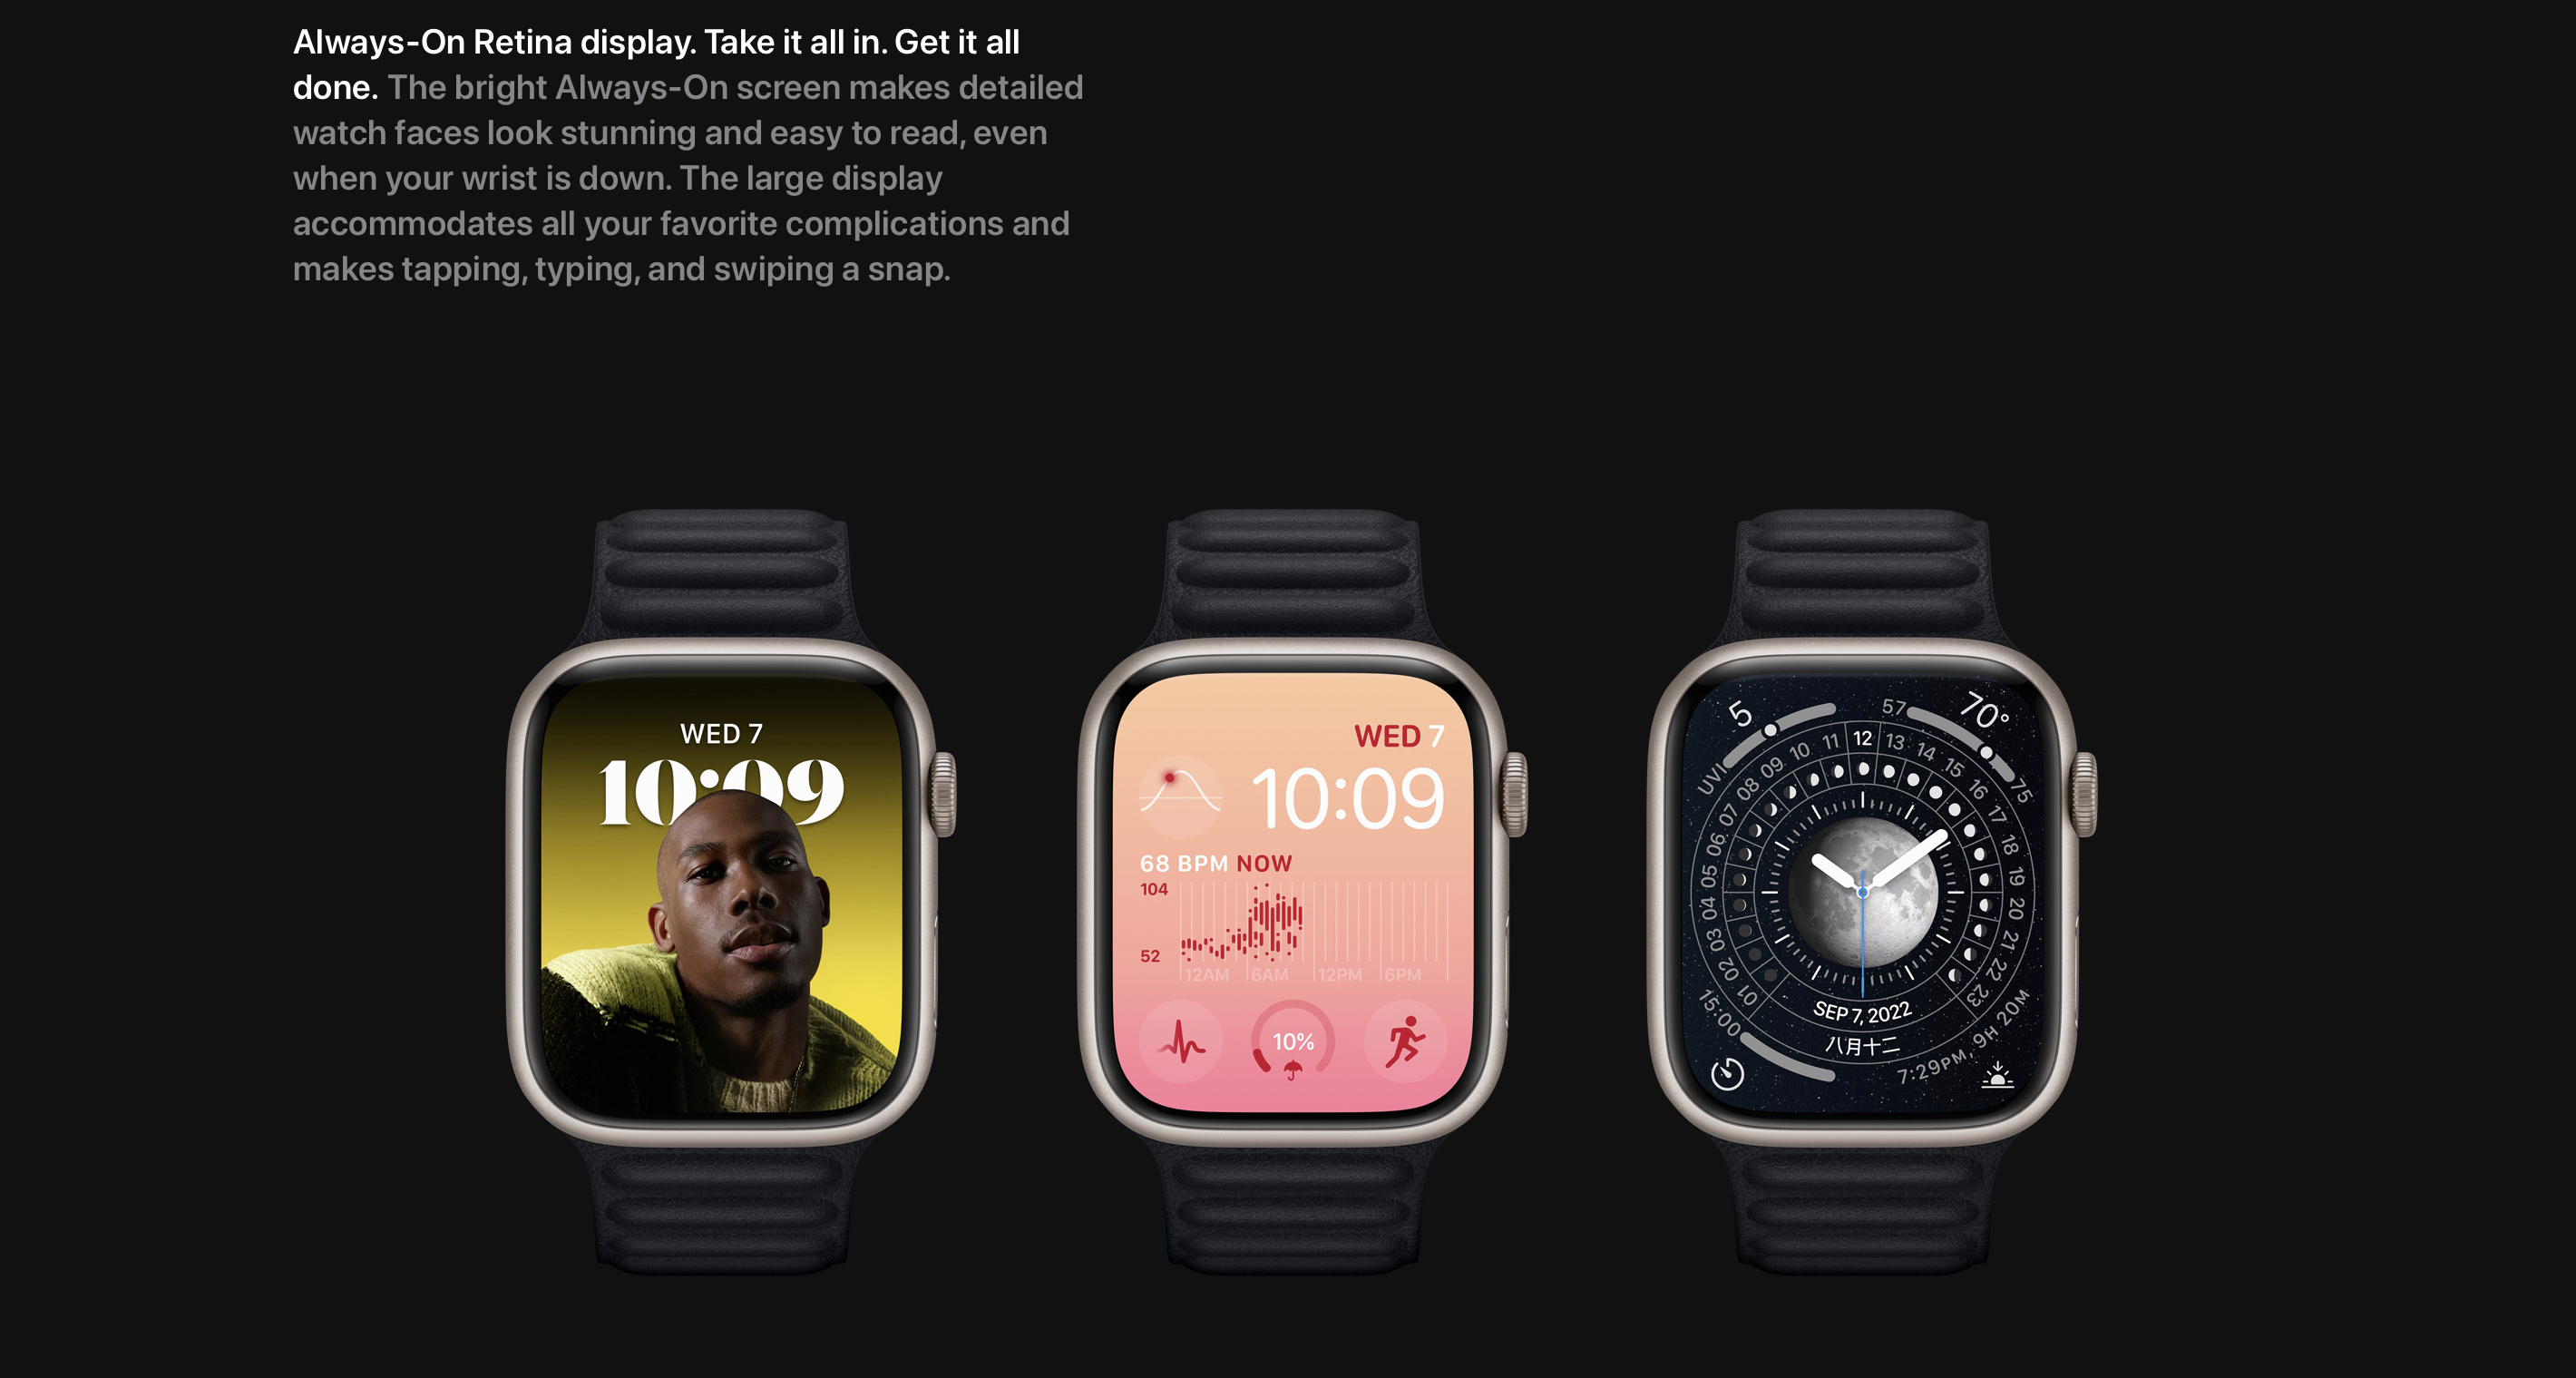 Always-On Retina display. Take it all in. Get it all
done. The bright Always-On screen makes detailed
watch faces look stunning and easy to read, even
when your wrist is down. The large display
accommodates all your favorite complications and
makes tapping, typing, and swiping a snap.
WED 7
10:09
WED 7
10:09
68 BPM NOW
104
52
12AM 6AM 12PM 6PM
10%
5
UVI
57
70°
75
01 02 03 04 05 06 07 08 09 10 11 12 13 14 15 16 17 18 19 20 21 22 23
SEP 7, 2022
八月十二
15:00
7:29PM, 9H 20M